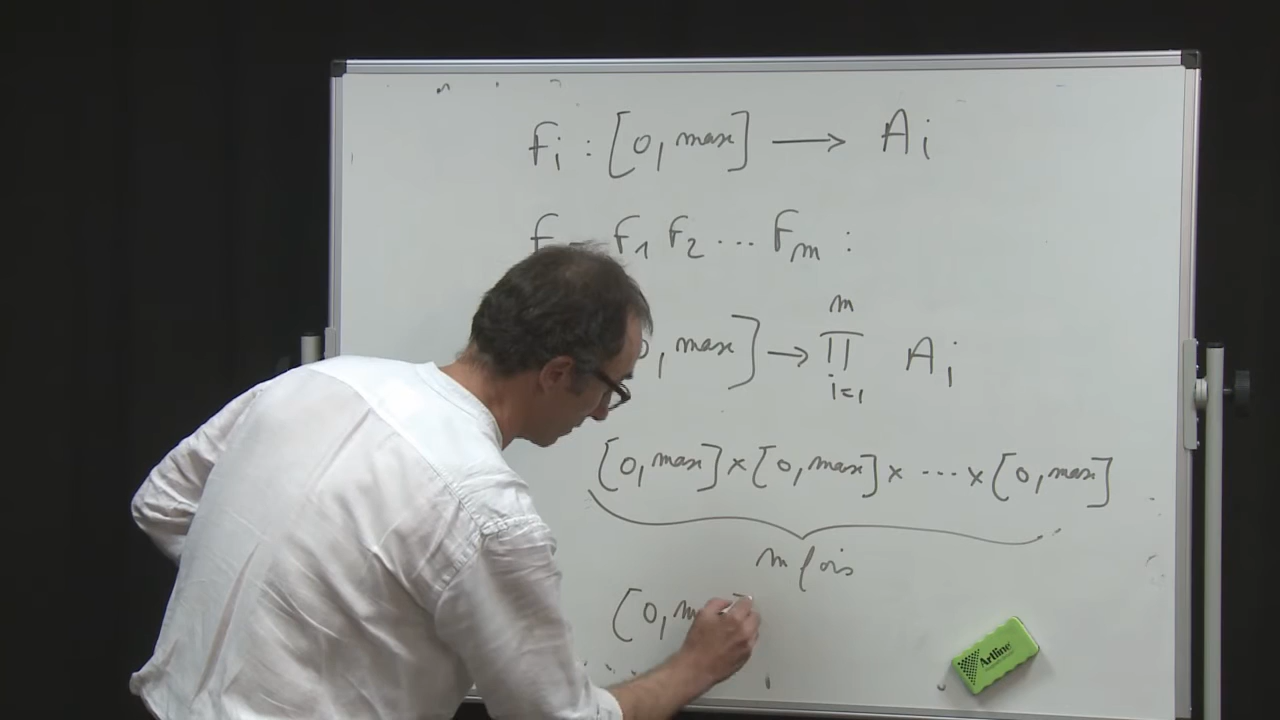 Fi : [0, max] → Ai
F = F1 F2 ... Fm :
0, max] → ∏ m i=1 Ai
[0, max] × [0, max] × ... × [0, max]
m fois
[0, m
Artline